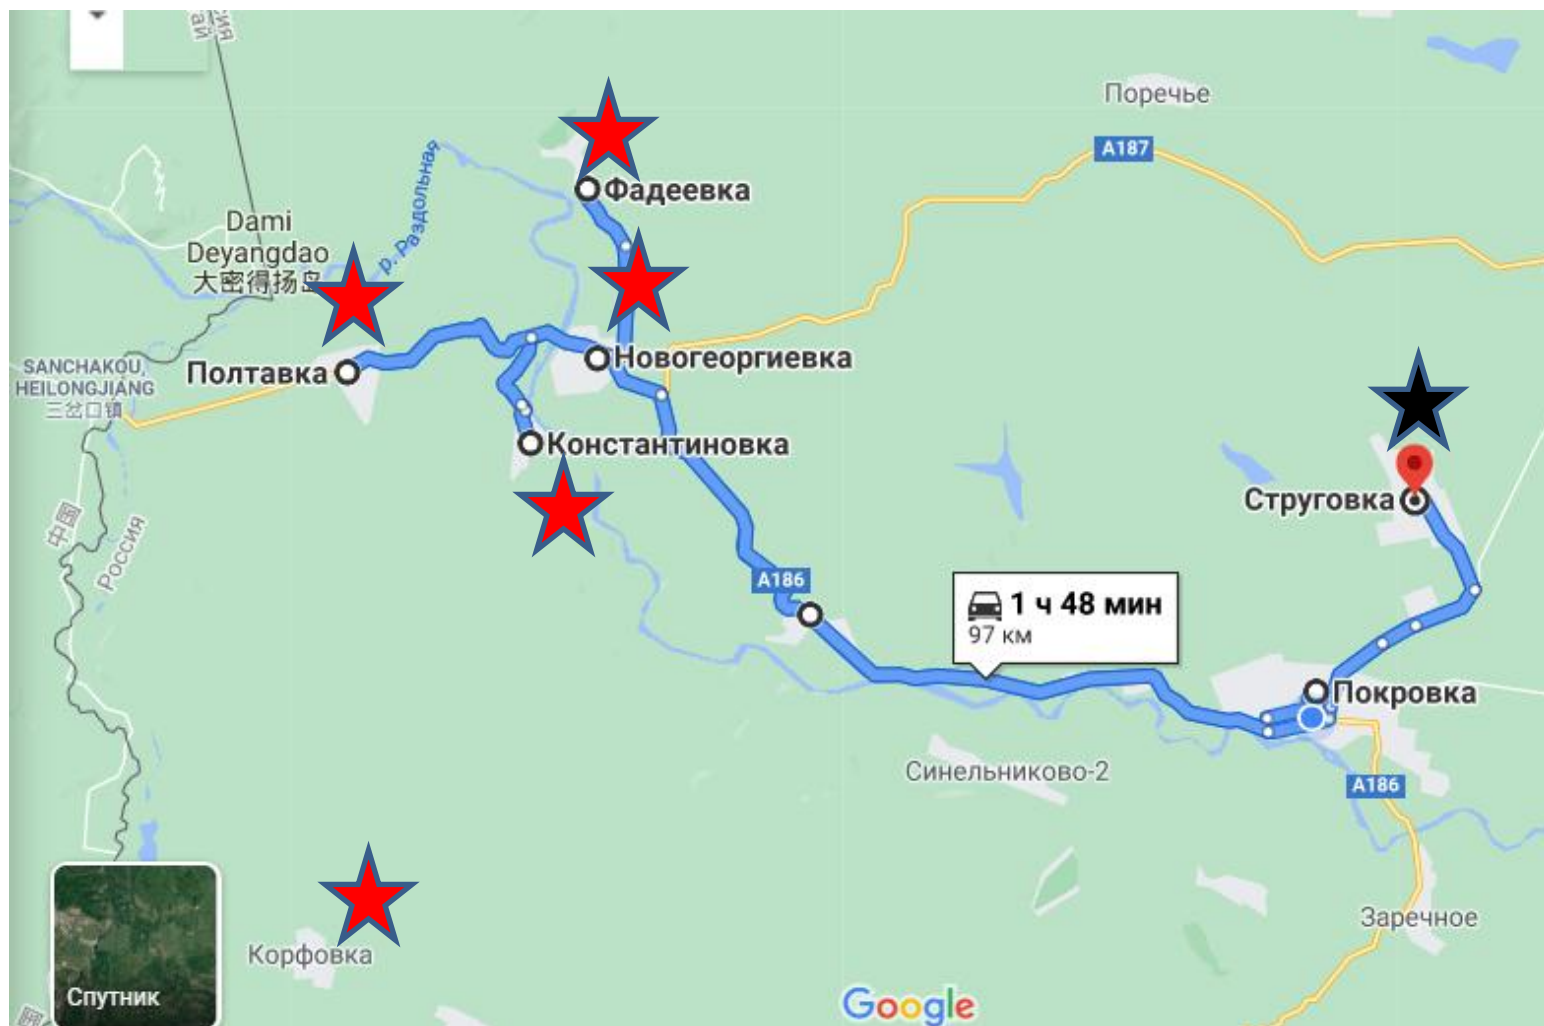 сия
ай
Поречье
A187
р. Раздольная
Фадеевка
Dami
Deyangdao
大密得扬岛
Новогеоргиевка
SANCHAKOU,
HEILONGJIANG
三岔口镇
Полтавка
Константиновка
Струговка
中国
Россия
A186
1 ч 48 мин
97 км
Покровка
Синельниково-2
A186
Заречное
Корфовка
Спутник
Google